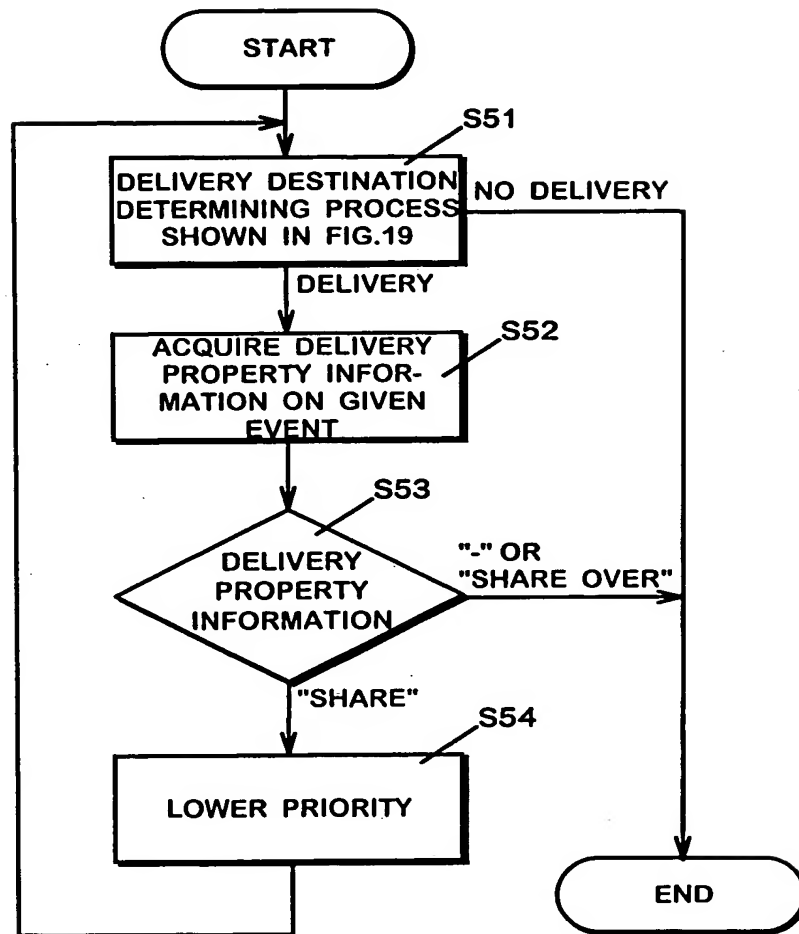 START
S51
DELIVERY DESTINATION
DETERMINING PROCESS
SHOWN IN FIG.19
NO DELIVERY
DELIVERY
S52
ACQUIRE DELIVERY
PROPERTY INFOR-
MATION ON GIVEN
EVENT
S53
DELIVERY
PROPERTY
INFORMATION
"-" OR
"SHARE OVER"
"SHARE"
S54
LOWER PRIORITY
END